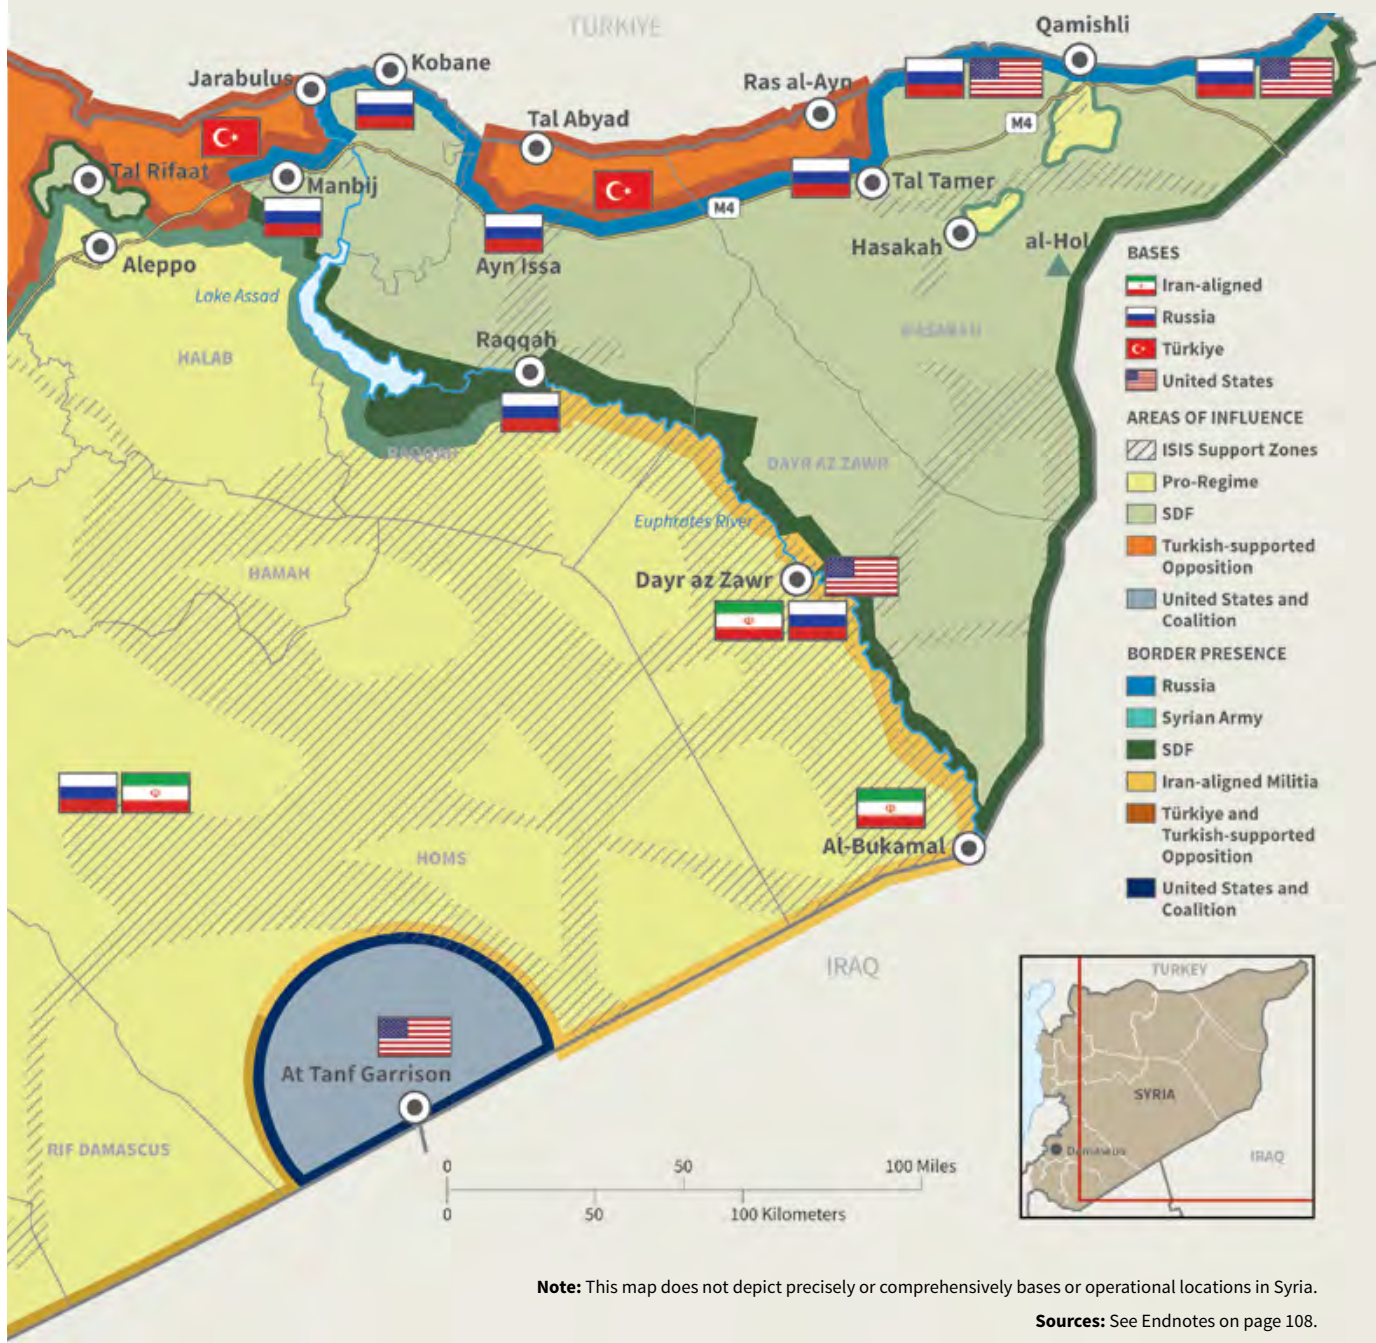 TÜRKIYE
Qamishli
Kobane
Jarabulus
Ras al-Ayn
Tal Abyad
M4
Tal Rifaat
Manbij
Tal Tamer
M4
Hasakah
al-Hol
Aleppo
Ayn Issa
Lake Assad
HASAKAH
Raqqah
HALAB
RAQQAH
DAYR AZ ZAWR
Euphrates River
HAMAH
Dayr az Zawr
Al-Bukamal
HOMS
IRAQ
At Tanf Garrison
RIF DAMASCUS
BASES
Iran-aligned
Russia
Türkiye
United States
AREAS OF INFLUENCE
ISIS Support Zones
Pro-Regime
SDF
Turkish-supported
Opposition
United States and
Coalition
BORDER PRESENCE
Russia
Syrian Army
SDF
Iran-aligned Militia
Türkiye and
Turkish-supported
Opposition
United States and
Coalition
TURKEY
SYRIA
Damascus
IRAQ
0 50 100 Miles
0 50 100 Kilometers
Note: This map does not depict precisely or comprehensively bases or operational locations in Syria.
Sources: See Endnotes on page 108.